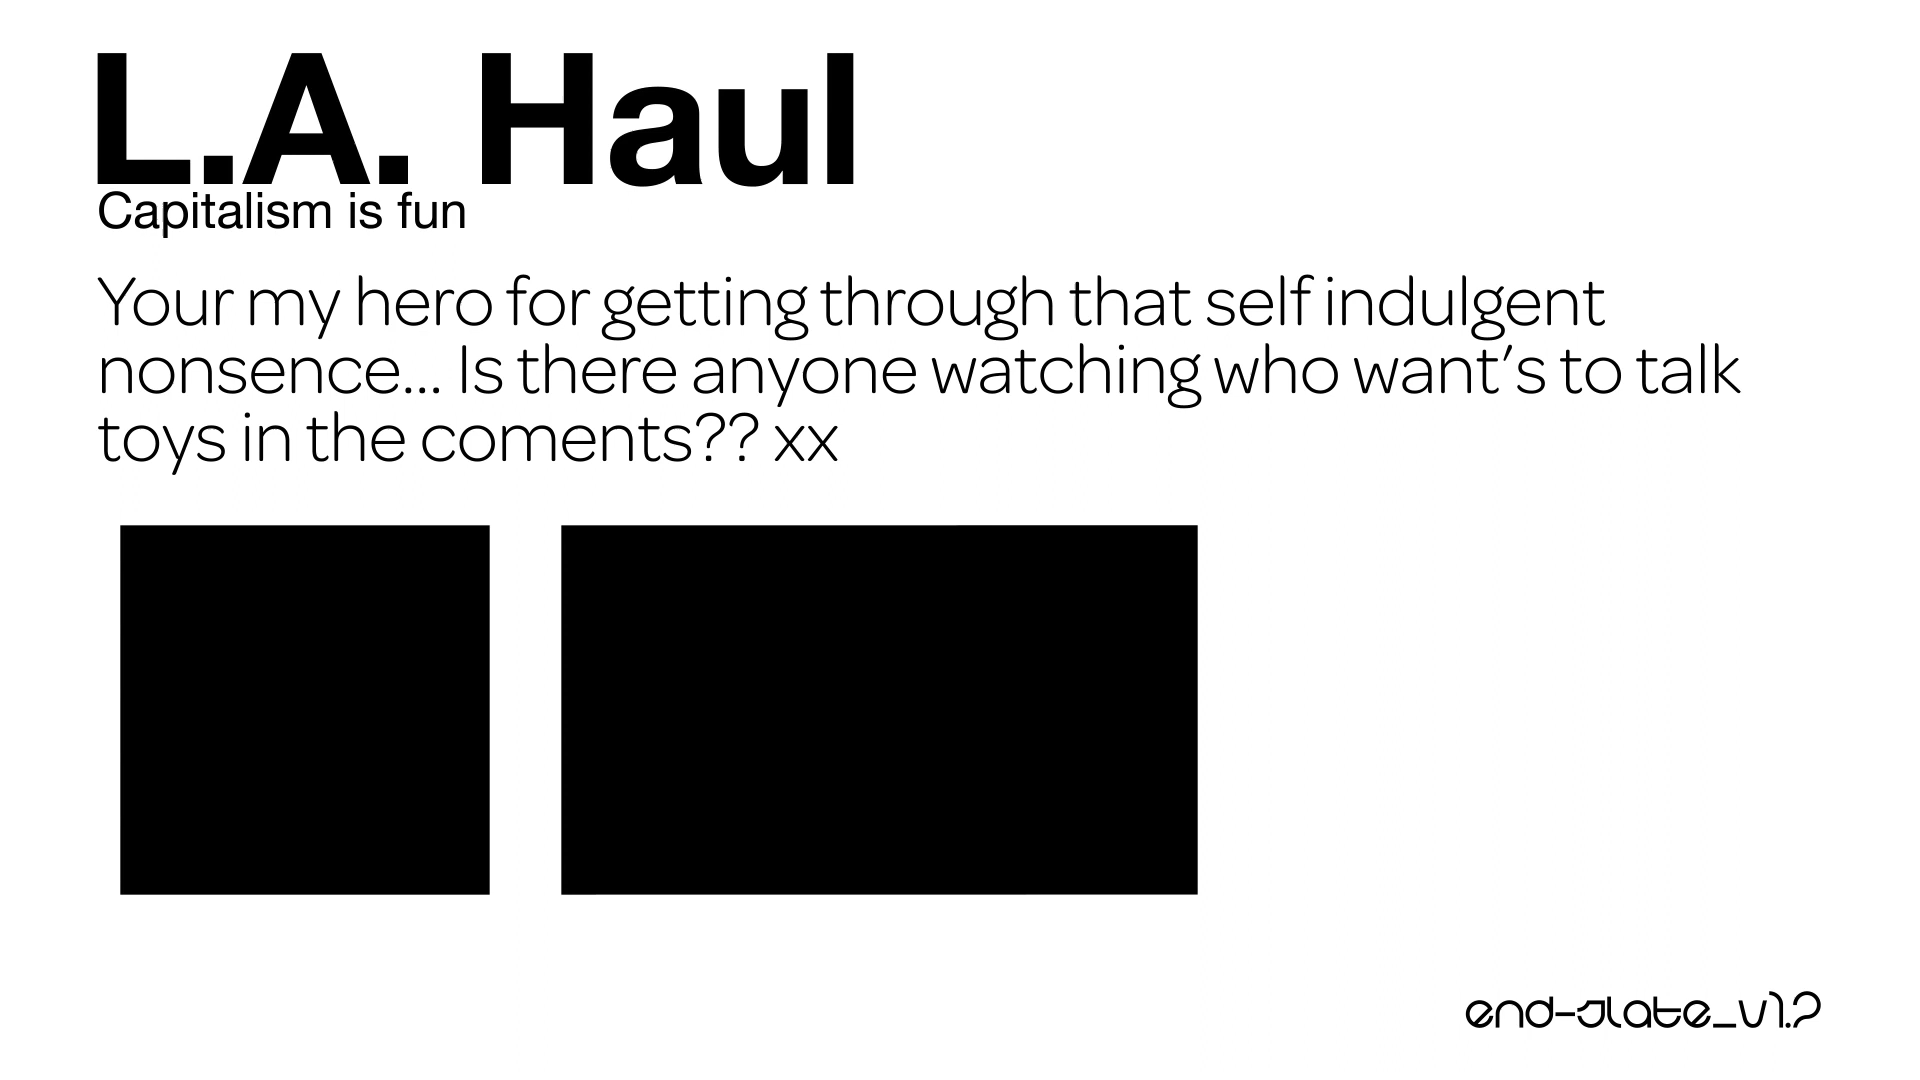 L.A. Haul
Capitalism is fun
Your my hero for getting through that self indulgent
nonsence... Is there anyone watching who want's to talk
toys in the coments?? xx
end-slate_v1.2